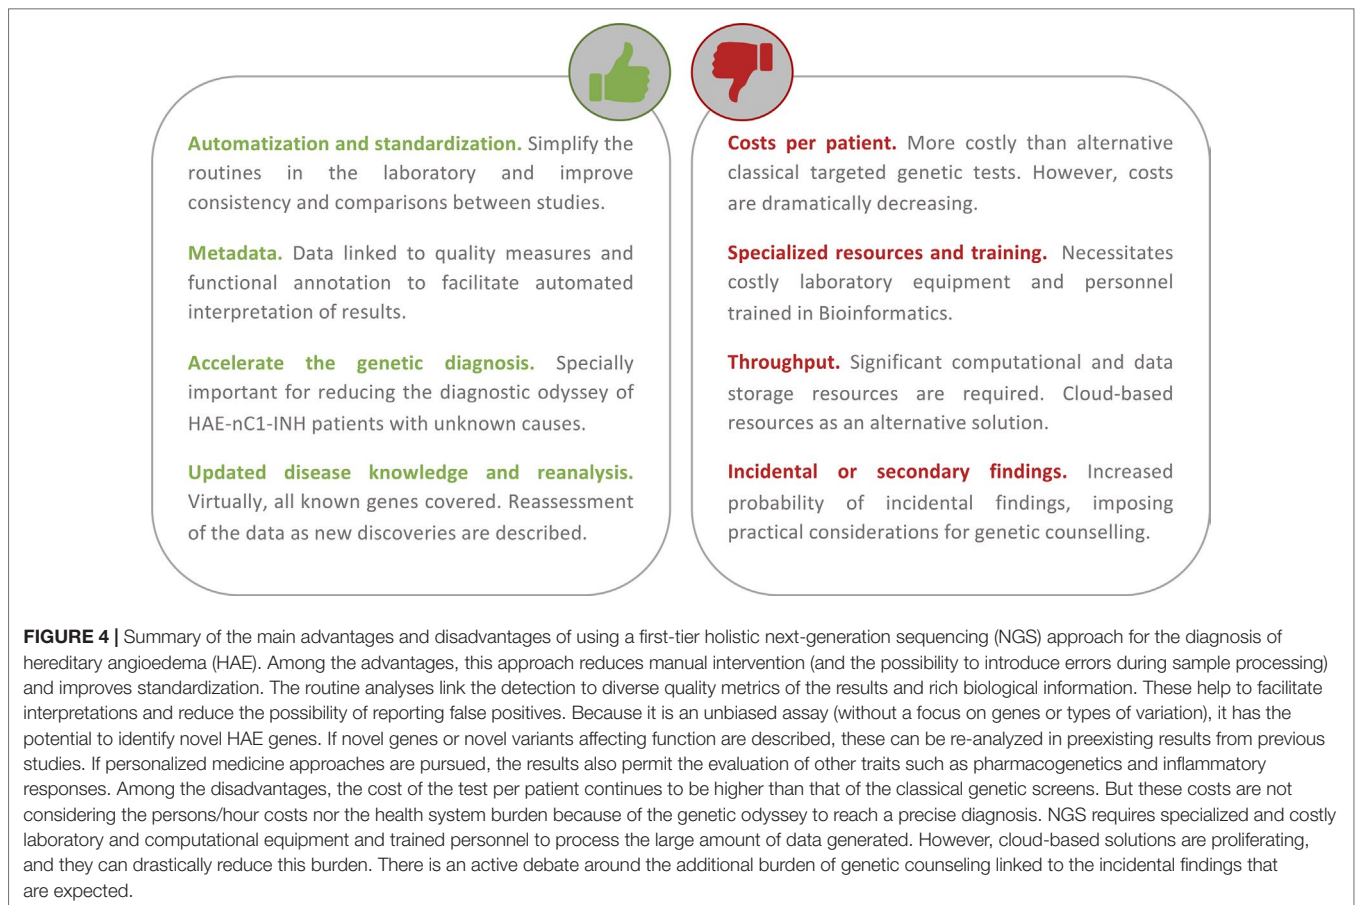 Automatization and standardization. Simplify the
routines in the laboratory and improve
consistency and comparisons between studies.
Metadata. Data linked to quality measures and
functional annotation to facilitate automated
interpretation of results.
Accelerate the genetic diagnosis. Specially
important for reducing the diagnostic odyssey of
HAE-nC1-INH patients with unknown causes.
Updated disease knowledge and reanalysis.
Virtually, all known genes covered. Reassessment
of the data as new discoveries are described.
Costs per patient. More costly than alternative
classical targeted genetic tests. However, costs
are dramatically decreasing.
Specialized resources and training. Necessitates
costly laboratory equipment and personnel
trained in Bioinformatics.
Throughput. Significant computational and data
storage resources are required. Cloud-based
resources as an alternative solution.
Incidental or secondary findings. Increased
probability of incidental findings, imposing
practical considerations for genetic counselling.
FIGURE 4 | Summary of the main advantages and disadvantages of using a first-tier holistic next-generation sequencing (NGS) approach for the diagnosis of
hereditary angioedema (HAE). Among the advantages, this approach reduces manual intervention (and the possibility to introduce errors during sample processing)
and improves standardization. The routine analyses link the detection to diverse quality metrics of the results and rich biological information. These help to facilitate
interpretations and reduce the possibility of reporting false positives. Because it is an unbiased assay (without a focus on genes or types of variation), it has the
potential to identify novel HAE genes. If novel genes or novel variants affecting function are described, these can be re-analyzed in preexisting results from previous
studies. If personalized medicine approaches are pursued, the results also permit the evaluation of other traits such as pharmacogenetics and inflammatory
responses. Among the disadvantages, the cost of the test per patient continues to be higher than that of the classical genetic screens. But these costs are not
considering the persons/hour costs nor the health system burden because of the genetic odyssey to reach a precise diagnosis. NGS requires specialized and costly
laboratory and computational equipment and trained personnel to process the large amount of data generated. However, cloud-based solutions are proliferating,
and they can drastically reduce this burden. There is an active debate around the additional burden of genetic counseling linked to the incidental findings that
are expected.